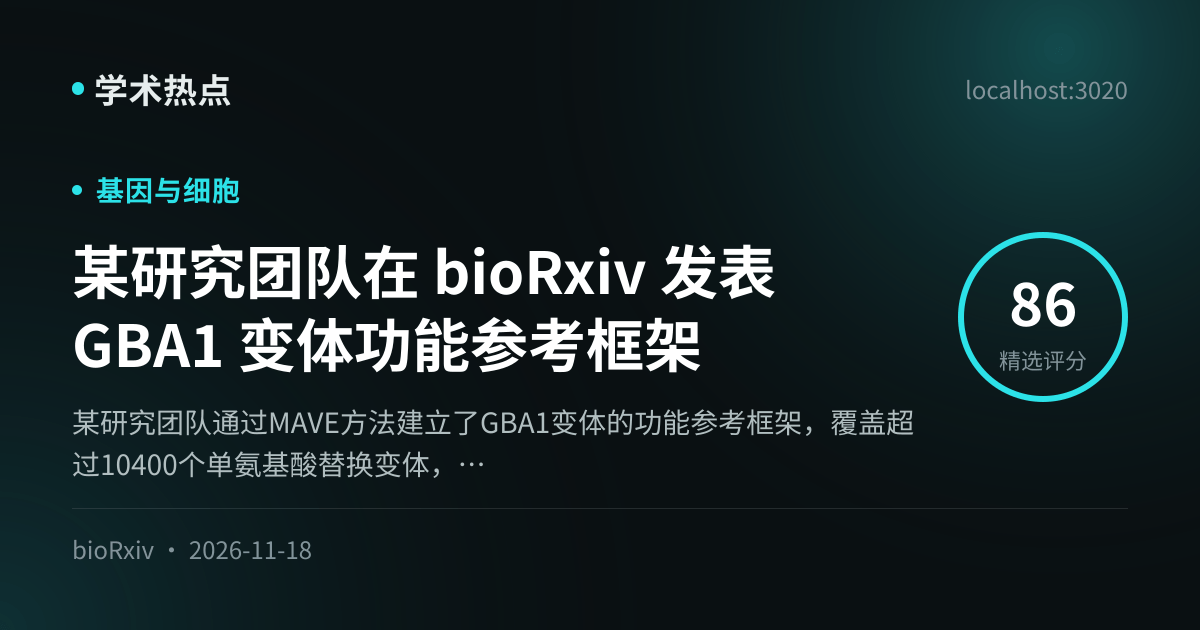 学术热点
localhost:3020
基因与细胞
某研究团队在 bioRxiv 发表
GBA1 变体功能参考框架
86
精选评分
某研究团队通过MAVE方法建立了GBA1变体的功能参考框架，覆盖超
过10400个单氨基酸替换变体，…
bioRxiv · 2026-11-18